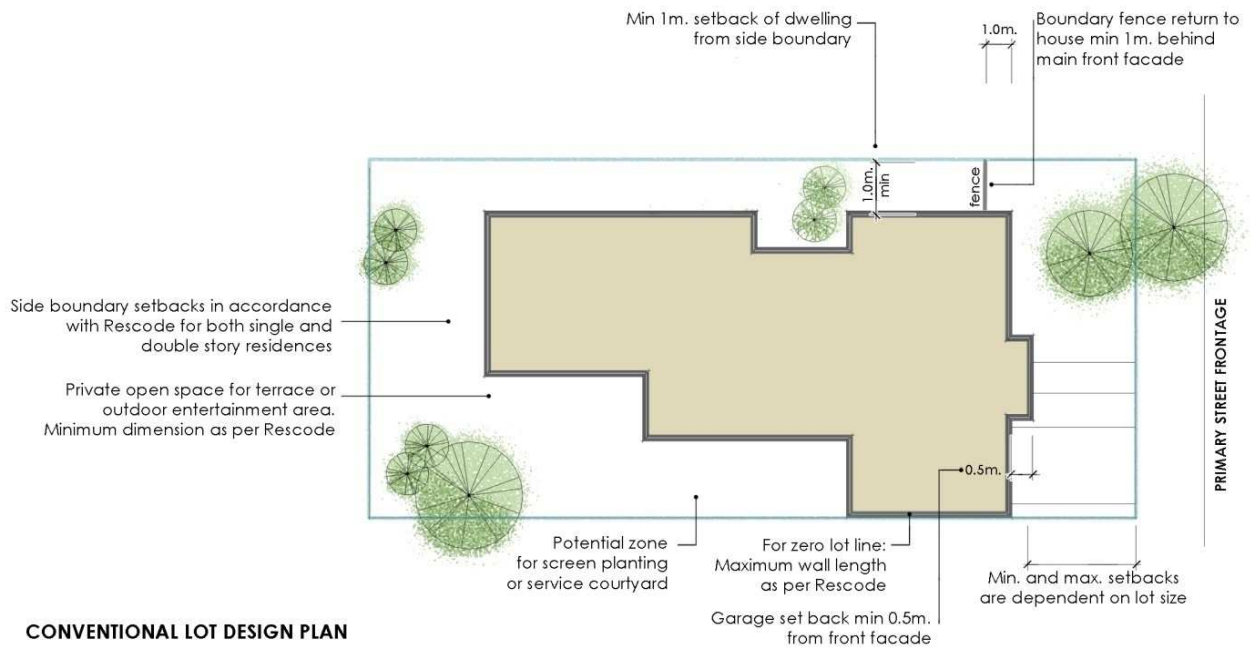 Min 1m. setback of dwelling
from side boundary
1.0m.
Boundary fence return to
house min 1m. behind
main front facade
1.0m.
min
fence
Side boundary setbacks in accordance
with Rescode for both single and
double story residences
Private open space for terrace or
outdoor entertainment area.
Minimum dimension as per Rescode
PRIMARY STREET FRONTAGE
0.5m.
Potential zone
for screen planting
or service courtyard
For zero lot line:
Maximum wall length
as per Rescode
Min. and max. setbacks
are dependent on lot size
Garage set back min 0.5m.
from front facade
CONVENTIONAL LOT DESIGN PLAN